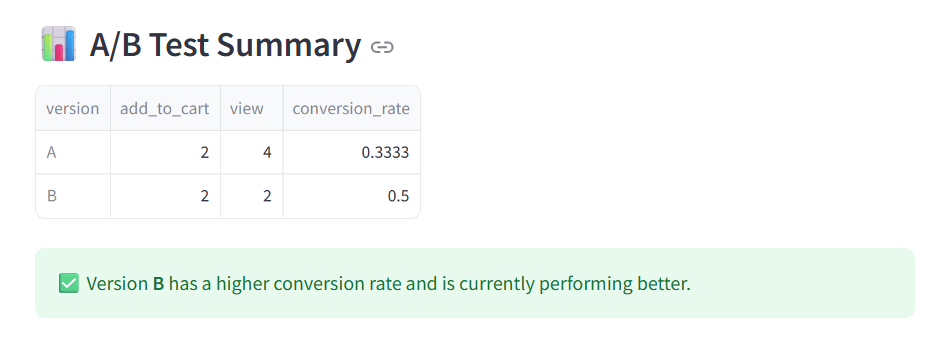 A/B Test Summary
version add_to_cart view conversion_rate
A 2 4 0.3333
B 2 2 0.5
Version B has a higher conversion rate and is currently performing better.